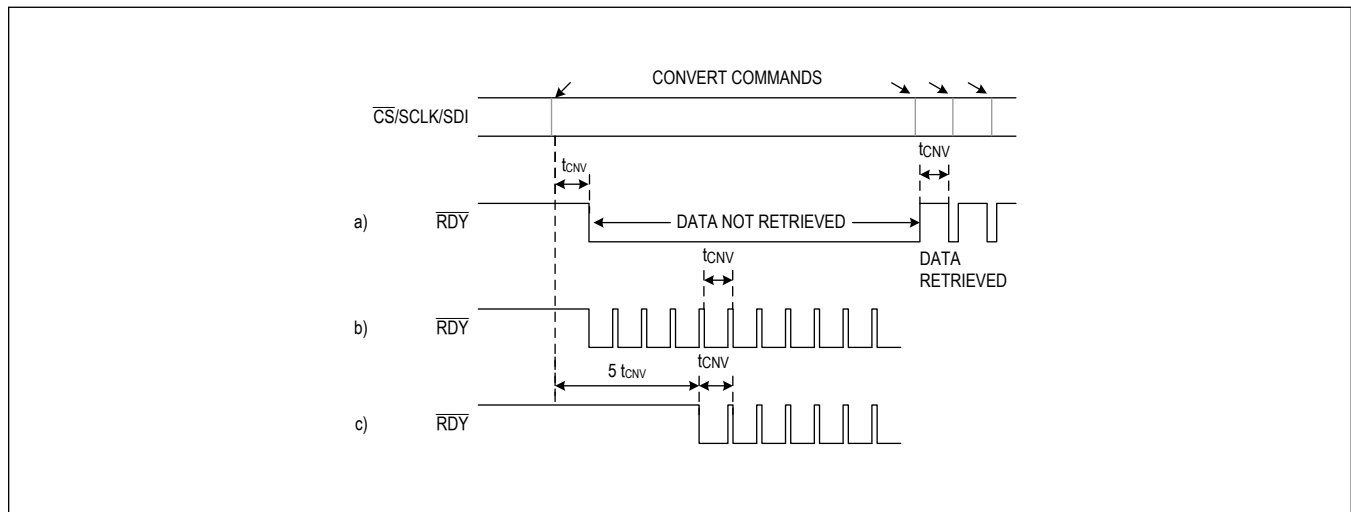 CONVERT COMMANDS
CS/SCLK/SDI
tCNV
tCNV
a) RDY
DATA NOT RETRIEVED
DATA
RETRIEVED
tCNV
b) RDY
5 tCNV
tCNV
c) RDY